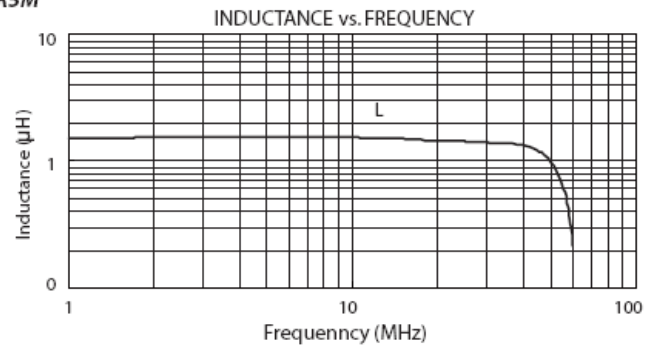 INDUCTANCE vs. FREQUENCY
10
L
Inductance (μH)
1
0
1
10
100
Frequenncy (MHz)